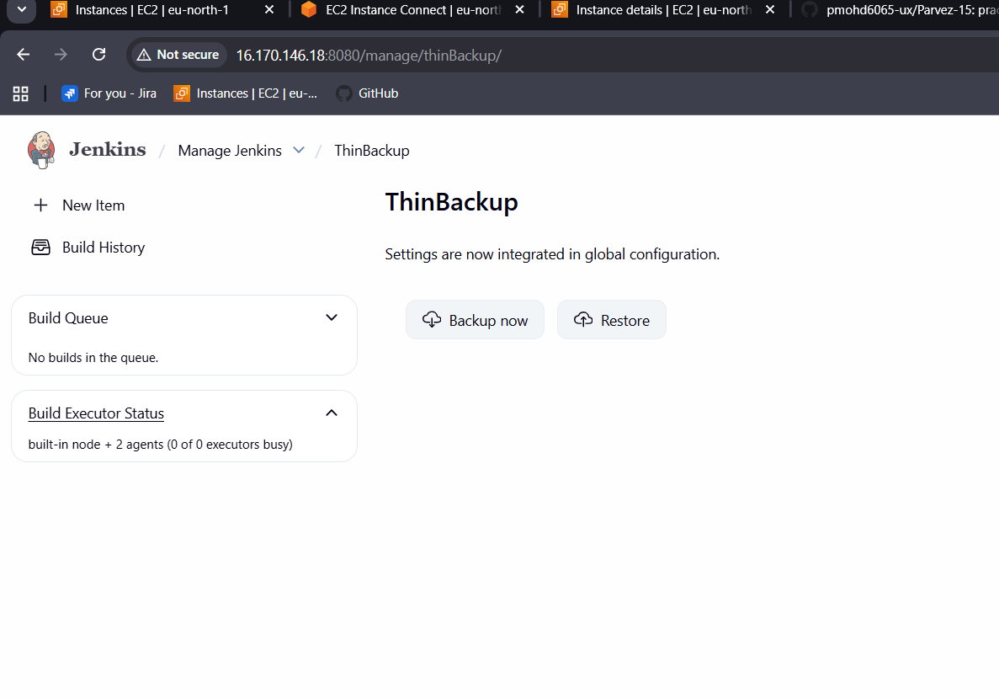 Instances | EC2 | eu-north-1
EC2 Instance Connect | eu-nort
Instance details | EC2 | eu-north
pmohd6065-ux/Parvez-15: pra
Not secure
16.170.146.18:8080/manage/thinBackup/
For you - Jira
Instances | EC2 | eu-...
GitHub
Jenkins / Manage Jenkins / ThinBackup
New Item
Build History
Build Queue
No builds in the queue.
Build Executor Status
built-in node + 2 agents (0 of 0 executors busy)
ThinBackup
Settings are now integrated in global configuration.
Backup now
Restore